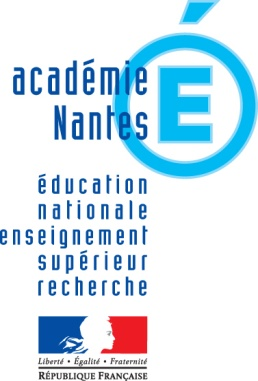 académie
Nantes
É
éducation
nationale
enseignement
supérieur
recherche
Liberté • Égalité • Fraternité
RÉPUBLIQUE FRANÇAISE